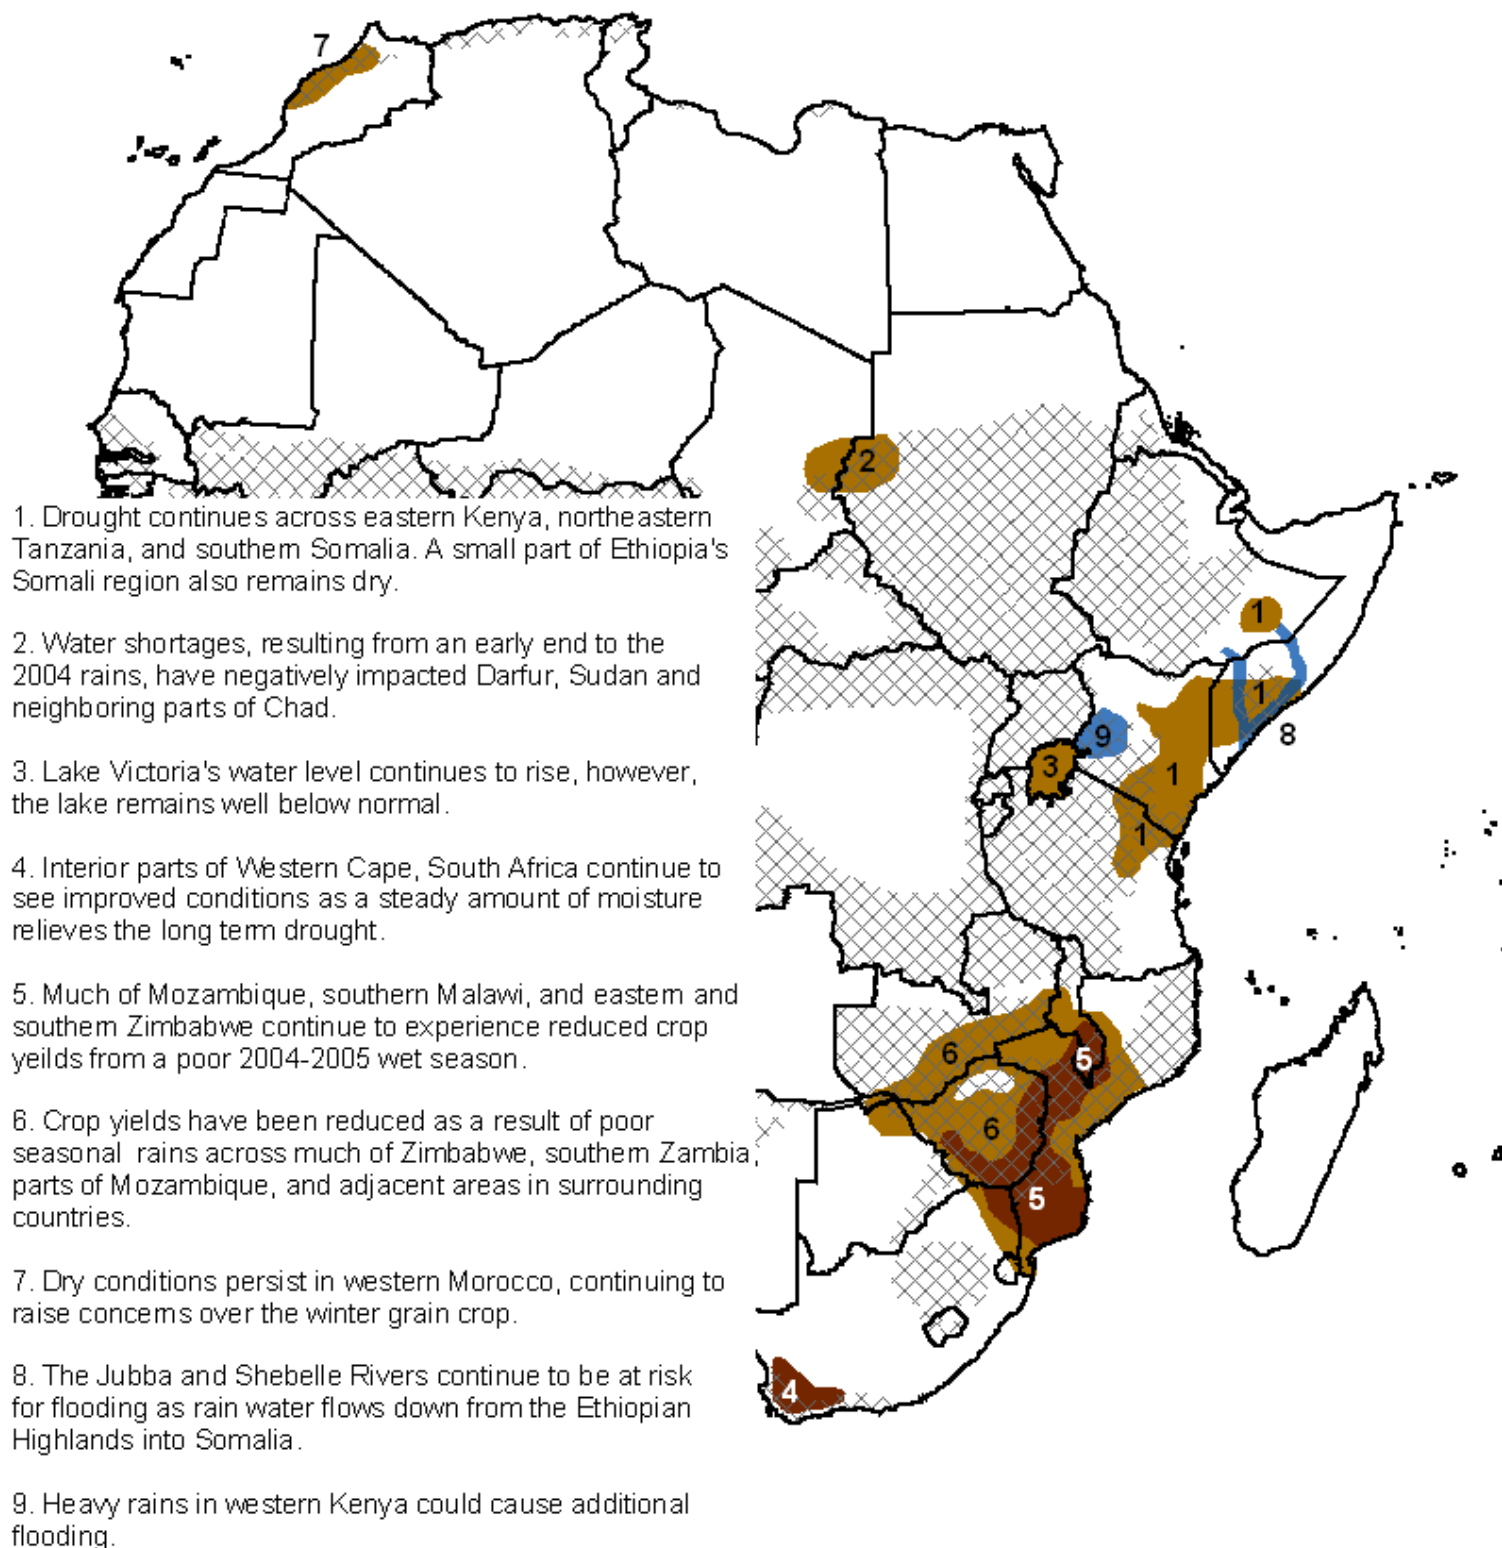 7
2
1
1
8
9
3
1
1
6
5
6
5
4
1. Drought continues across eastern Kenya, northeastern
Tanzania, and southern Somalia. A small part of Ethiopia's
Somali region also remains dry.
2. Water shortages, resulting from an early end to the
2004 rains, have negatively impacted Darfur, Sudan and
neighboring parts of Chad.
3. Lake Victoria's water level continues to rise, however,
the lake remains well below normal.
4. Interior parts of Western Cape, South Africa continue to
see improved conditions as a steady amount of moisture
relieves the long term drought.
5. Much of Mozambique, southern Malawi, and eastern and
southern Zimbabwe continue to experience reduced crop
yeilds from a poor 2004-2005 wet season.
6. Crop yields have been reduced as a result of poor
seasonal rains across much of Zimbabwe, southern Zambia,
parts of Mozambique, and adjacent areas in surrounding
countries.
7. Dry conditions persist in western Morocco, continuing to
raise concerns over the winter grain crop.
8. The Jubba and Shebelle Rivers continue to be at risk
for flooding as rain water flows down from the Ethiopian
Highlands into Somalia.
9. Heavy rains in western Kenya could cause additional
flooding.